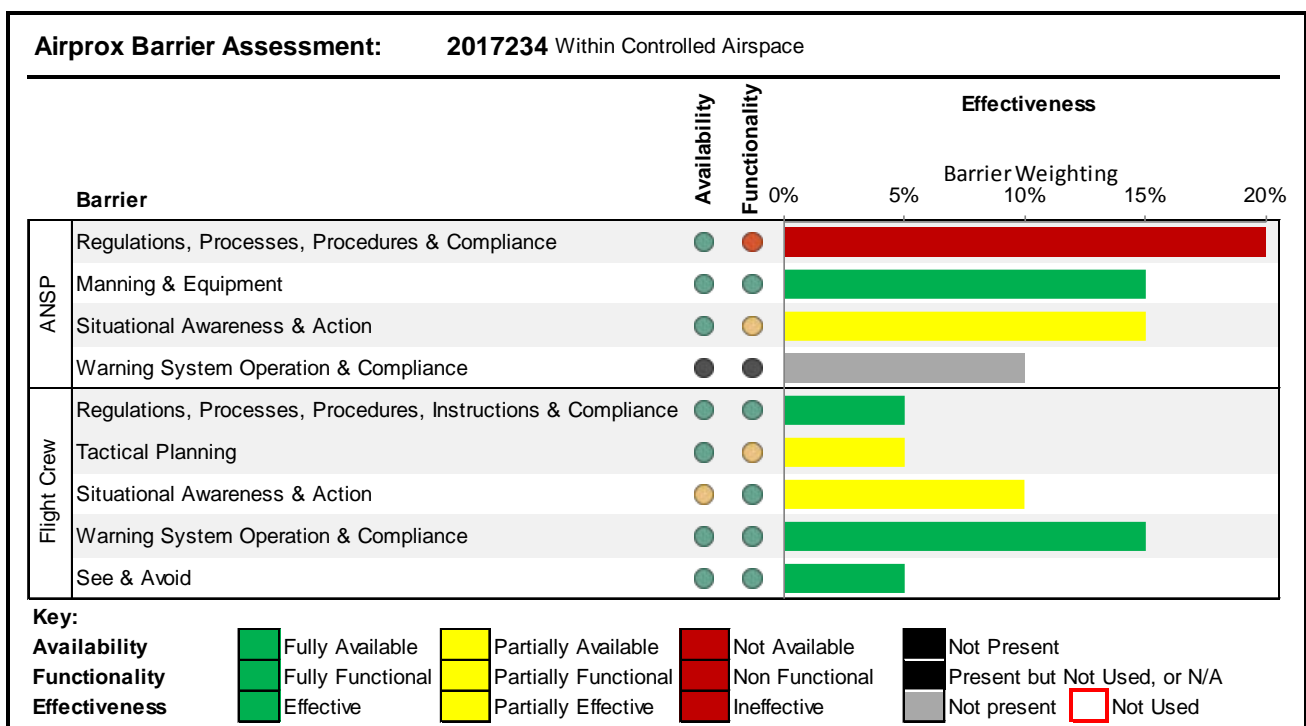 Airprox Barrier Assessment: 2017234 Within Controlled Airspace
Availability
Functionality
Effectiveness
Barrier Weighting
Barrier
0% 5% 10% 15% 20%
ANSP
Regulations, Processes, Procedures & Compliance
Manning & Equipment
Situational Awareness & Action
Warning System Operation & Compliance
Flight Crew
Regulations, Processes, Procedures, Instructions & Compliance
Tactical Planning
Situational Awareness & Action
Warning System Operation & Compliance
See & Avoid
Key:
Availability Fully Available Partially Available Not Available Not Present
Functionality Fully Functional Partially Functional Non Functional Present but Not Used, or N/A
Effectiveness Effective Partially Effective Ineffective Not present Not Used